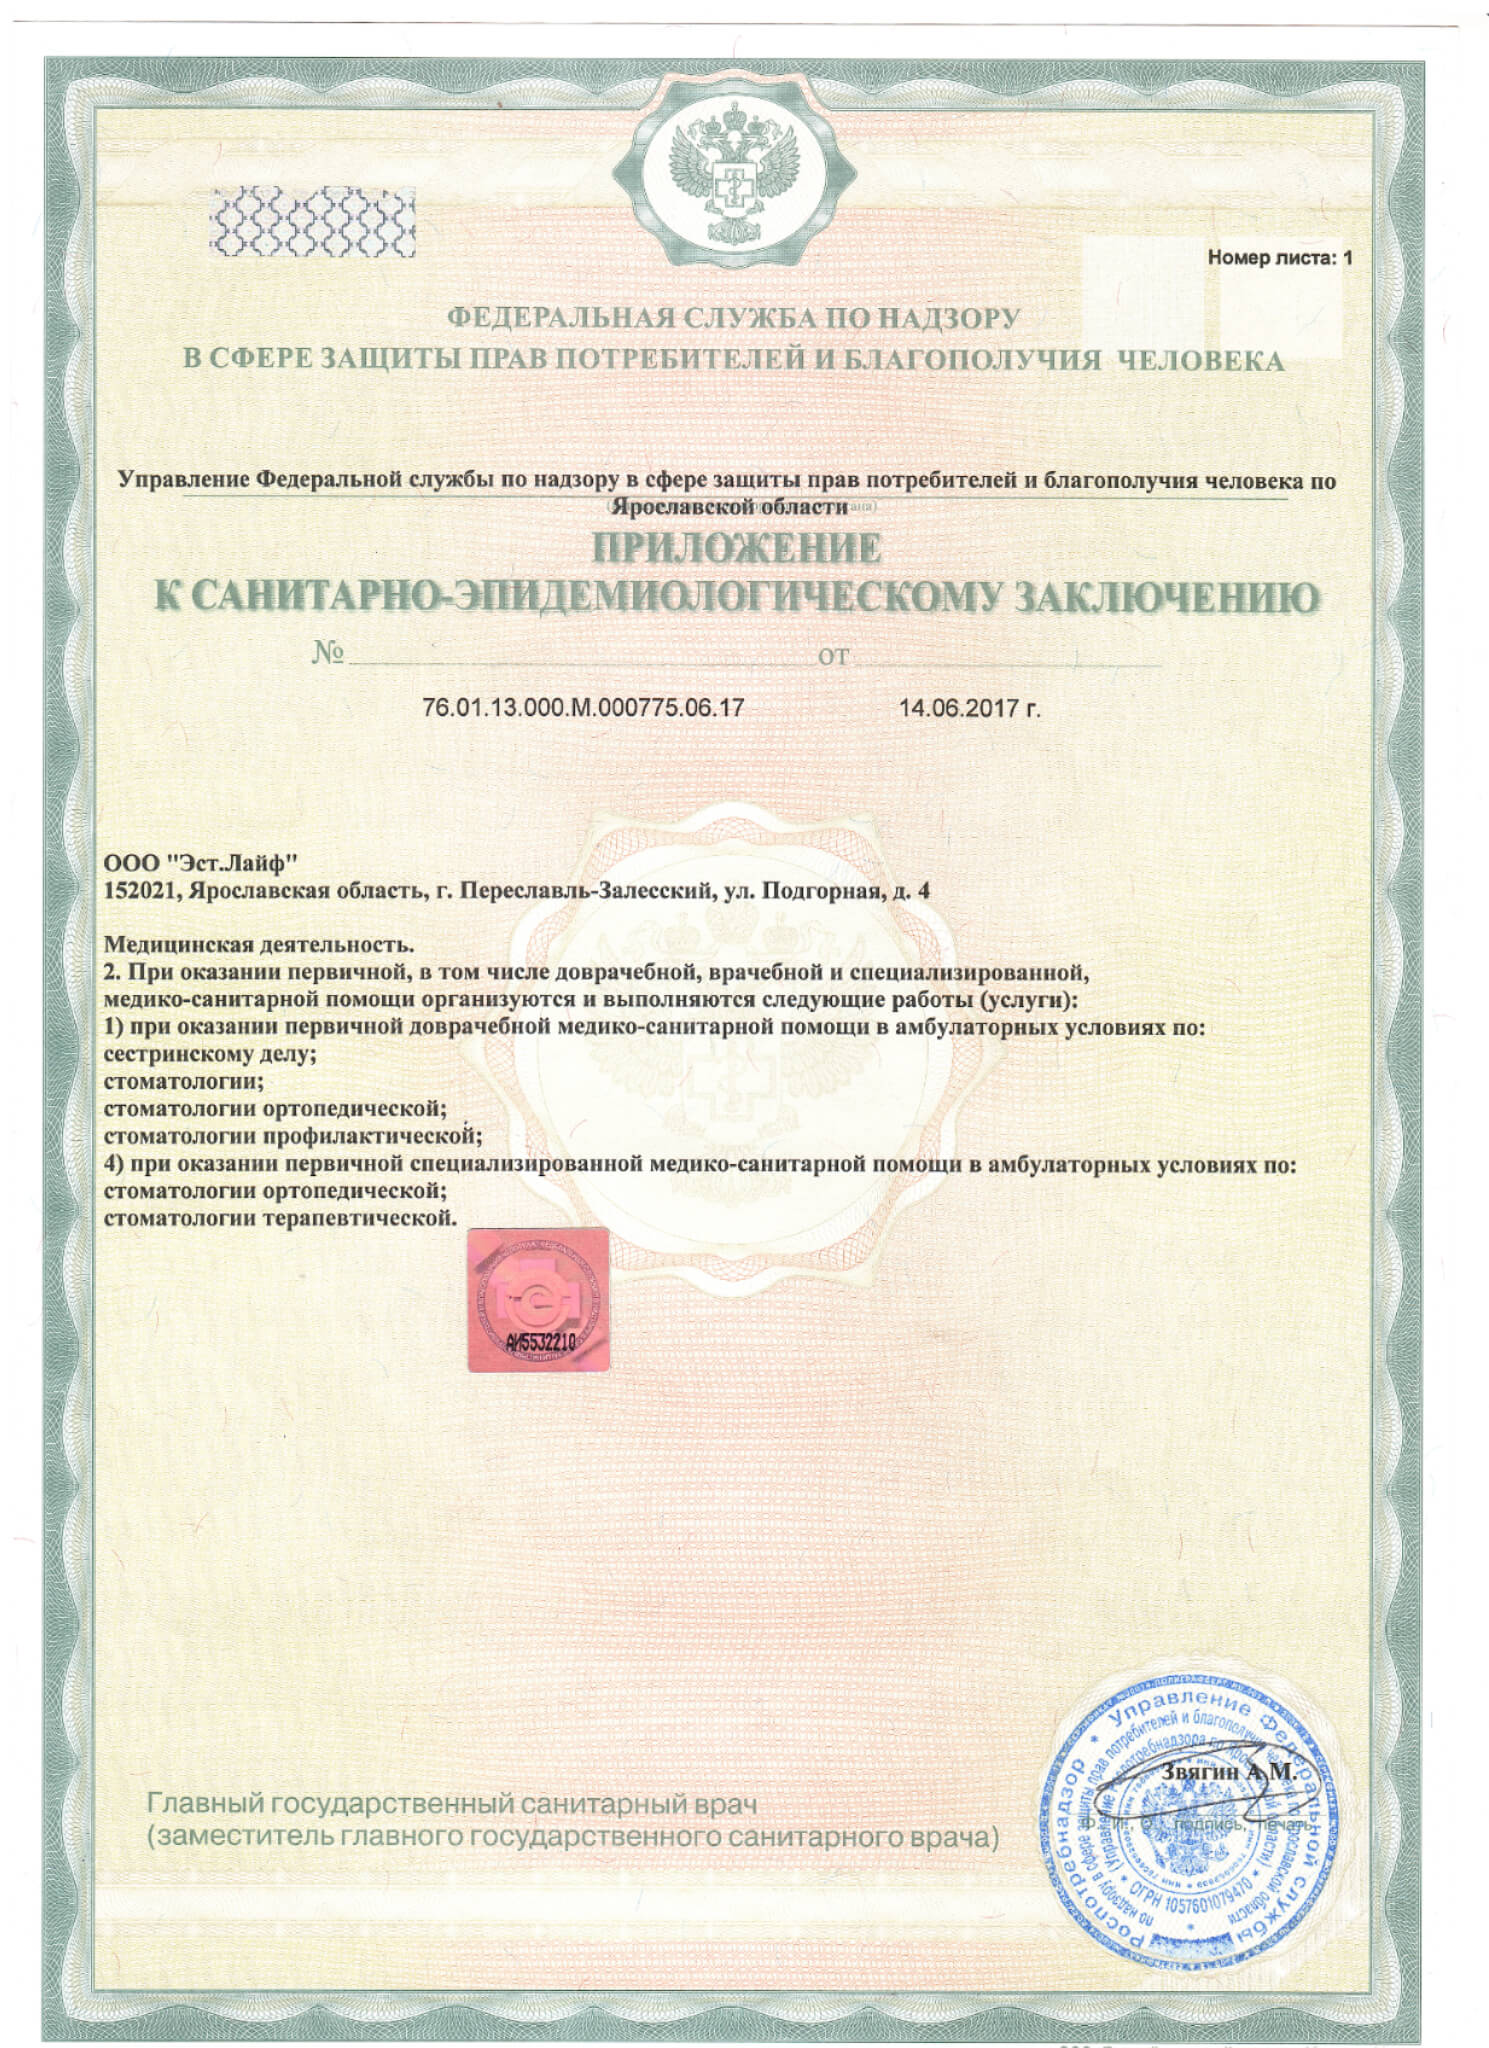 Номер листа: 1
ФЕДЕРАЛЬНАЯ СЛУЖБА ПО НАДЗОРУ
В СФЕРЕ ЗАЩИТЫ ПРАВ ПОТРЕБИТЕЛЕЙ И БЛАГОПОЛУЧИЯ ЧЕЛОВЕКА
Управление Федеральной службы по надзору в сфере защиты прав потребителей и благополучия человека по
Ярославской области
ПРИЛОЖЕНИЕ
К САНИТАРНО-ЭПИДЕМИОЛОГИЧЕСКОМУ ЗАКЛЮЧЕНИЮ
№ от
76.01.13.000.М.000775.06.17 14.06.2017 г.
ООО "Эст.Лайф"
152021, Ярославская область, г. Переславль-Залесский, ул. Подгорная, д. 4
Медицинская деятельность.
2. При оказании первичной, в том числе доврачебной, врачебной и специализированной,
медико-санитарной помощи организуются и выполняются следующие работы (услуги):
1) при оказании первичной доврачебной медико-санитарной помощи в амбулаторных условиях по:
сестринскому делу;
стоматологии;
стоматологии ортопедической;
стоматологии профилактической;
4) при оказании первичной специализированной медико-санитарной помощи в амбулаторных условиях по:
стоматологии ортопедической;
стоматологии терапевтической.
АИ5532210
Звягин А.М.
Ф. И. О., подпись, печать
Главный государственный санитарный врач
(заместитель главного государственного санитарного врача)
Роспотребнадзор * Управление Федеральной службы
по надзору в сфере защиты прав потребителей и благополучия человека по Ярославской области
(Управление Роспотребнадзора по Ярославской области)
* ОГРН 1057601079470 *